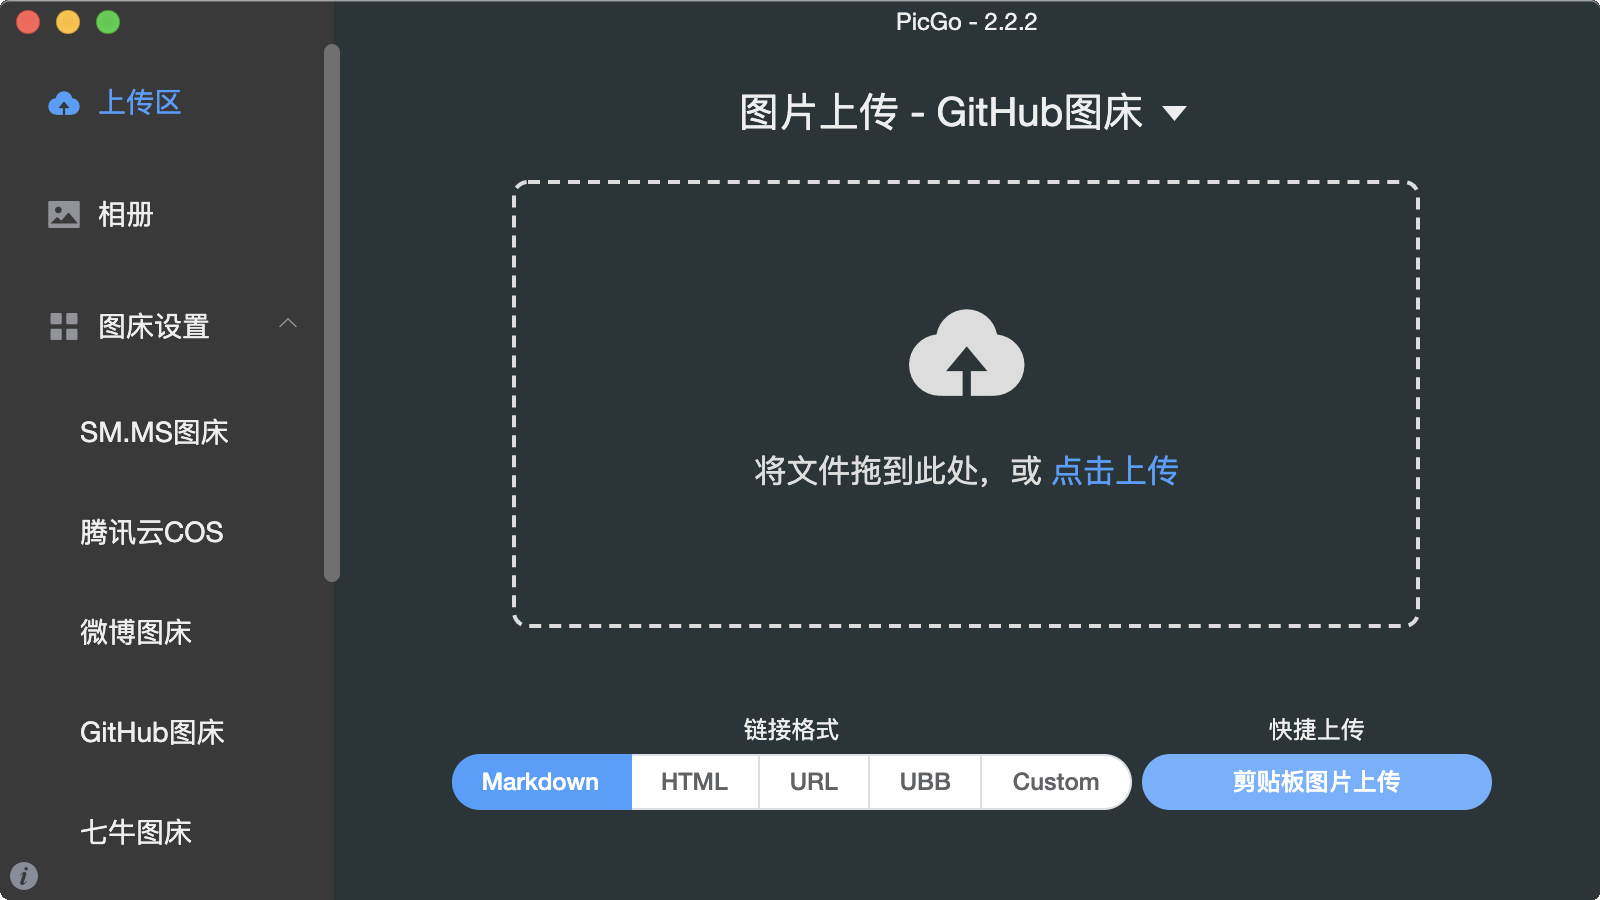 PicGo - 2.2.2
上传区
相册
图床设置
SM.MS图床
腾讯云COS
微博图床
GitHub图床
七牛图床
图片上传 - GitHub图床
将文件拖到此处，或 点击上传
链接格式
Markdown HTML URL UBB Custom
快捷上传
剪贴板图片上传